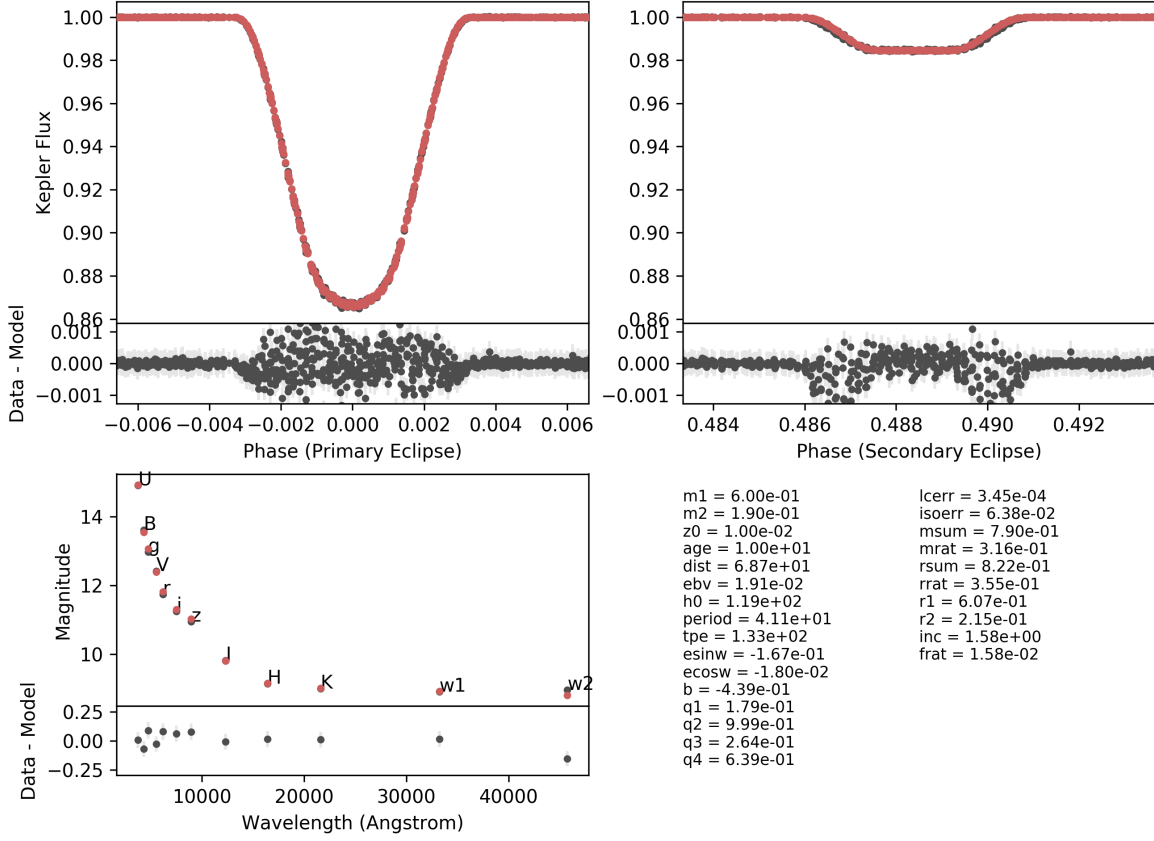 1.00
0.98
0.96
0.94
0.92
0.90
0.88
0.86
Kepler Flux
0.001
0.000
−0.001
Data - Model
−0.006 −0.004 −0.002 0.000 0.002 0.004 0.006
Phase (Primary Eclipse)
1.00
0.98
0.96
0.94
0.92
0.90
0.88
0.86
0.001
0.000
−0.001
0.484 0.486 0.488 0.490 0.492
Phase (Secondary Eclipse)
14
12
10
Magnitude
U
B
g
V
r
i
z
J
H
K
w1
w2
0.25
0.00
−0.25
Data - Model
10000 20000 30000 40000
Wavelength (Angstrom)
m1 = 6.00e-01
m2 = 1.90e-01
z0 = 1.00e-02
age = 1.00e+01
dist = 6.87e+01
ebv = 1.91e-02
h0 = 1.19e+02
period = 4.11e+01
tpe = 1.33e+02
esinw = -1.67e-01
ecosw = -1.80e-02
b = -4.39e-01
q1 = 1.79e-01
q2 = 9.99e-01
q3 = 2.64e-01
q4 = 6.39e-01
lcerr = 3.45e-04
isoerr = 6.38e-02
msum = 7.90e-01
mrat = 3.16e-01
rsum = 8.22e-01
rrat = 3.55e-01
r1 = 6.07e-01
r2 = 2.15e-01
inc = 1.58e+00
frat = 1.58e-02